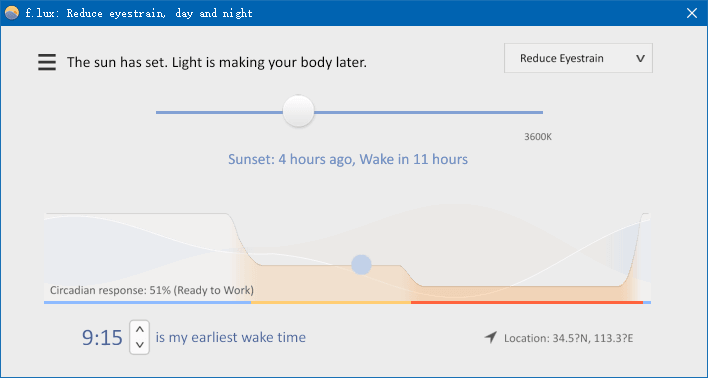 f.lux: Reduce eyestrain, day and night
The sun has set. Light is making your body later.
Reduce Eyestrain
3600K
Sunset: 4 hours ago, Wake in 11 hours
Circadian response: 51% (Ready to Work)
9:15 is my earliest wake time
Location: 34.5?N, 113.3?E